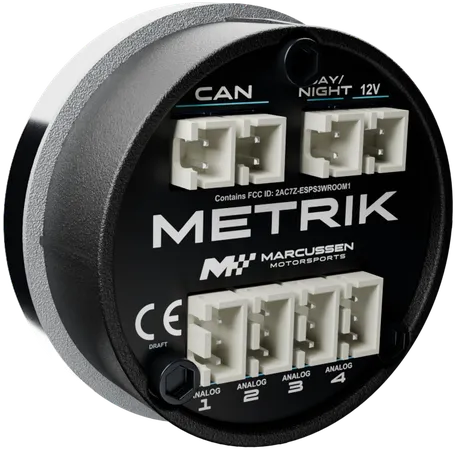 CAN
DAY/
NIGHT 12V
Contains FCC ID: 2AC7Z-ESPS3WROOM1
METRIK
MARCUSSEN
MOTORSPORTS
CE
DRAFT
ANALOG ANALOG ANALOG ANALOG
1 2 3 4